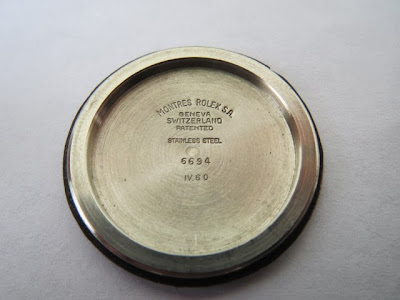 MONTRES ROLEX S.A.
GENEVA
SWITZERLAND
PATENTED
STAINLESS STEEL
6694
IV.60